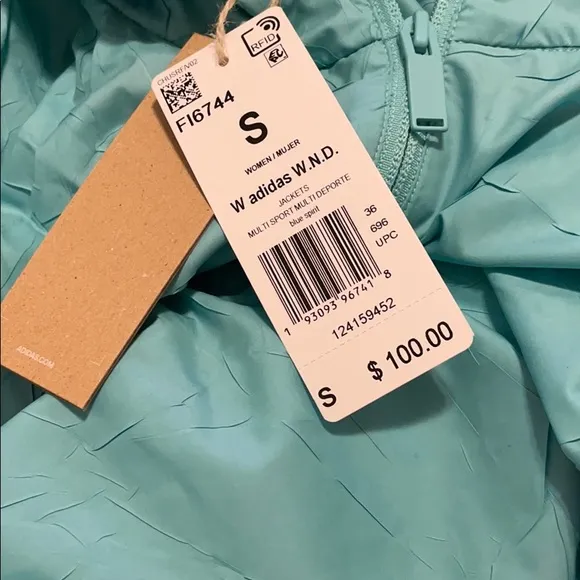 CHUSRFAV02
RFID
FI6744
S
WOMEN / MUJER
W adidas W.N.D.
JACKETS
MULTI SPORT MULTI DEPORTE
blue spirit
36
696
UPC
1 93093 96741 8
124159452
S $ 100.00
ADIDAS.COM